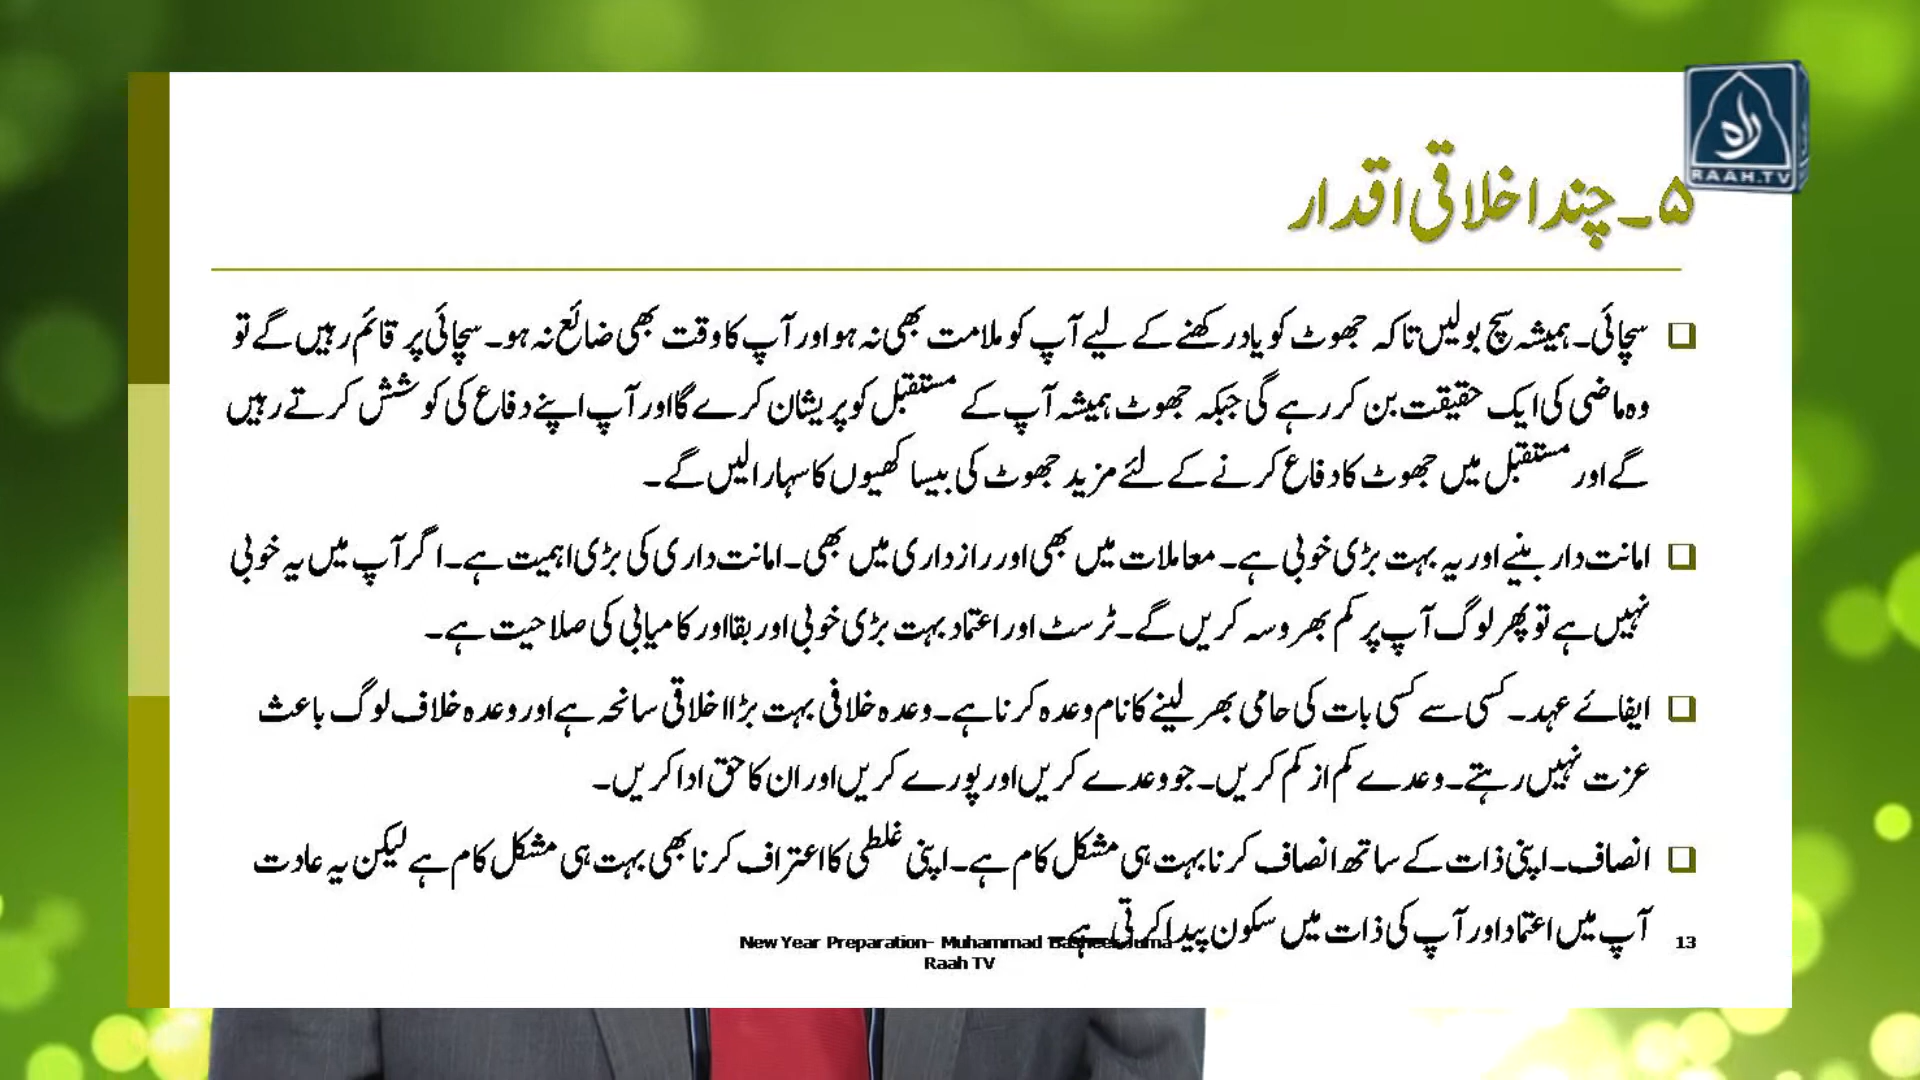 راہ
RAAH.TV
۵۔ چند اخلاقی اقدار
سچائی۔ ہمیشہ سچ بولیں تاکہ جھوٹ کو یاد رکھنے کے لیے آپ کو ملامت بھی نہ ہو اور آپ کا وقت بھی ضائع نہ ہو۔ سچائی پر قائم رہیں گے تو
وہ ماضی کی ایک حقیقت بن کر رہے گی جبکہ جھوٹ ہمیشہ آپ کے مستقبل کو پریشان کرے گا اور آپ اپنے دفاع کی کوشش کرتے رہیں
گے اور مستقبل میں جھوٹ کا دفاع کرنے کے لئے مزید جھوٹ کی بیساکھیوں کا سہارا لیں گے۔
امانت دار بنیے اور یہ بہت بڑی خوبی ہے۔ معاملات میں بھی اور رازداری میں بھی۔ امانت داری کی بڑی اہمیت ہے۔ اگر آپ میں یہ خوبی
نہیں ہے تو پھر لوگ آپ پر کم بھروسہ کریں گے۔ ٹرسٹ اور اعتماد بہت بڑی خوبی اور بقا اور کامیابی کی صلاحیت ہے۔
ایفائے عہد۔ کسی سے کسی بات کی حامی بھر لینے کا نام وعدہ کرنا ہے۔ وعدہ خلافی بہت بڑا اخلاقی سانحہ ہے اور وعدہ خلاف لوگ باعث
عزت نہیں رہتے۔ وعدے کم از کم کریں۔ جو وعدے کریں اور پورے کریں اور ان کا حق ادا کریں۔
انصاف۔ اپنی ذات کے ساتھ انصاف کرنا بہت ہی مشکل کام ہے۔ اپنی غلطی کا اعتراف کرنا بھی بہت ہی مشکل کام ہے لیکن یہ عادت
آپ میں اعتماد اور آپ کی ذات میں سکون پیدا کرتی ہے۔
New Year Preparation- Muhammad Basheer Juma
Raah TV
13